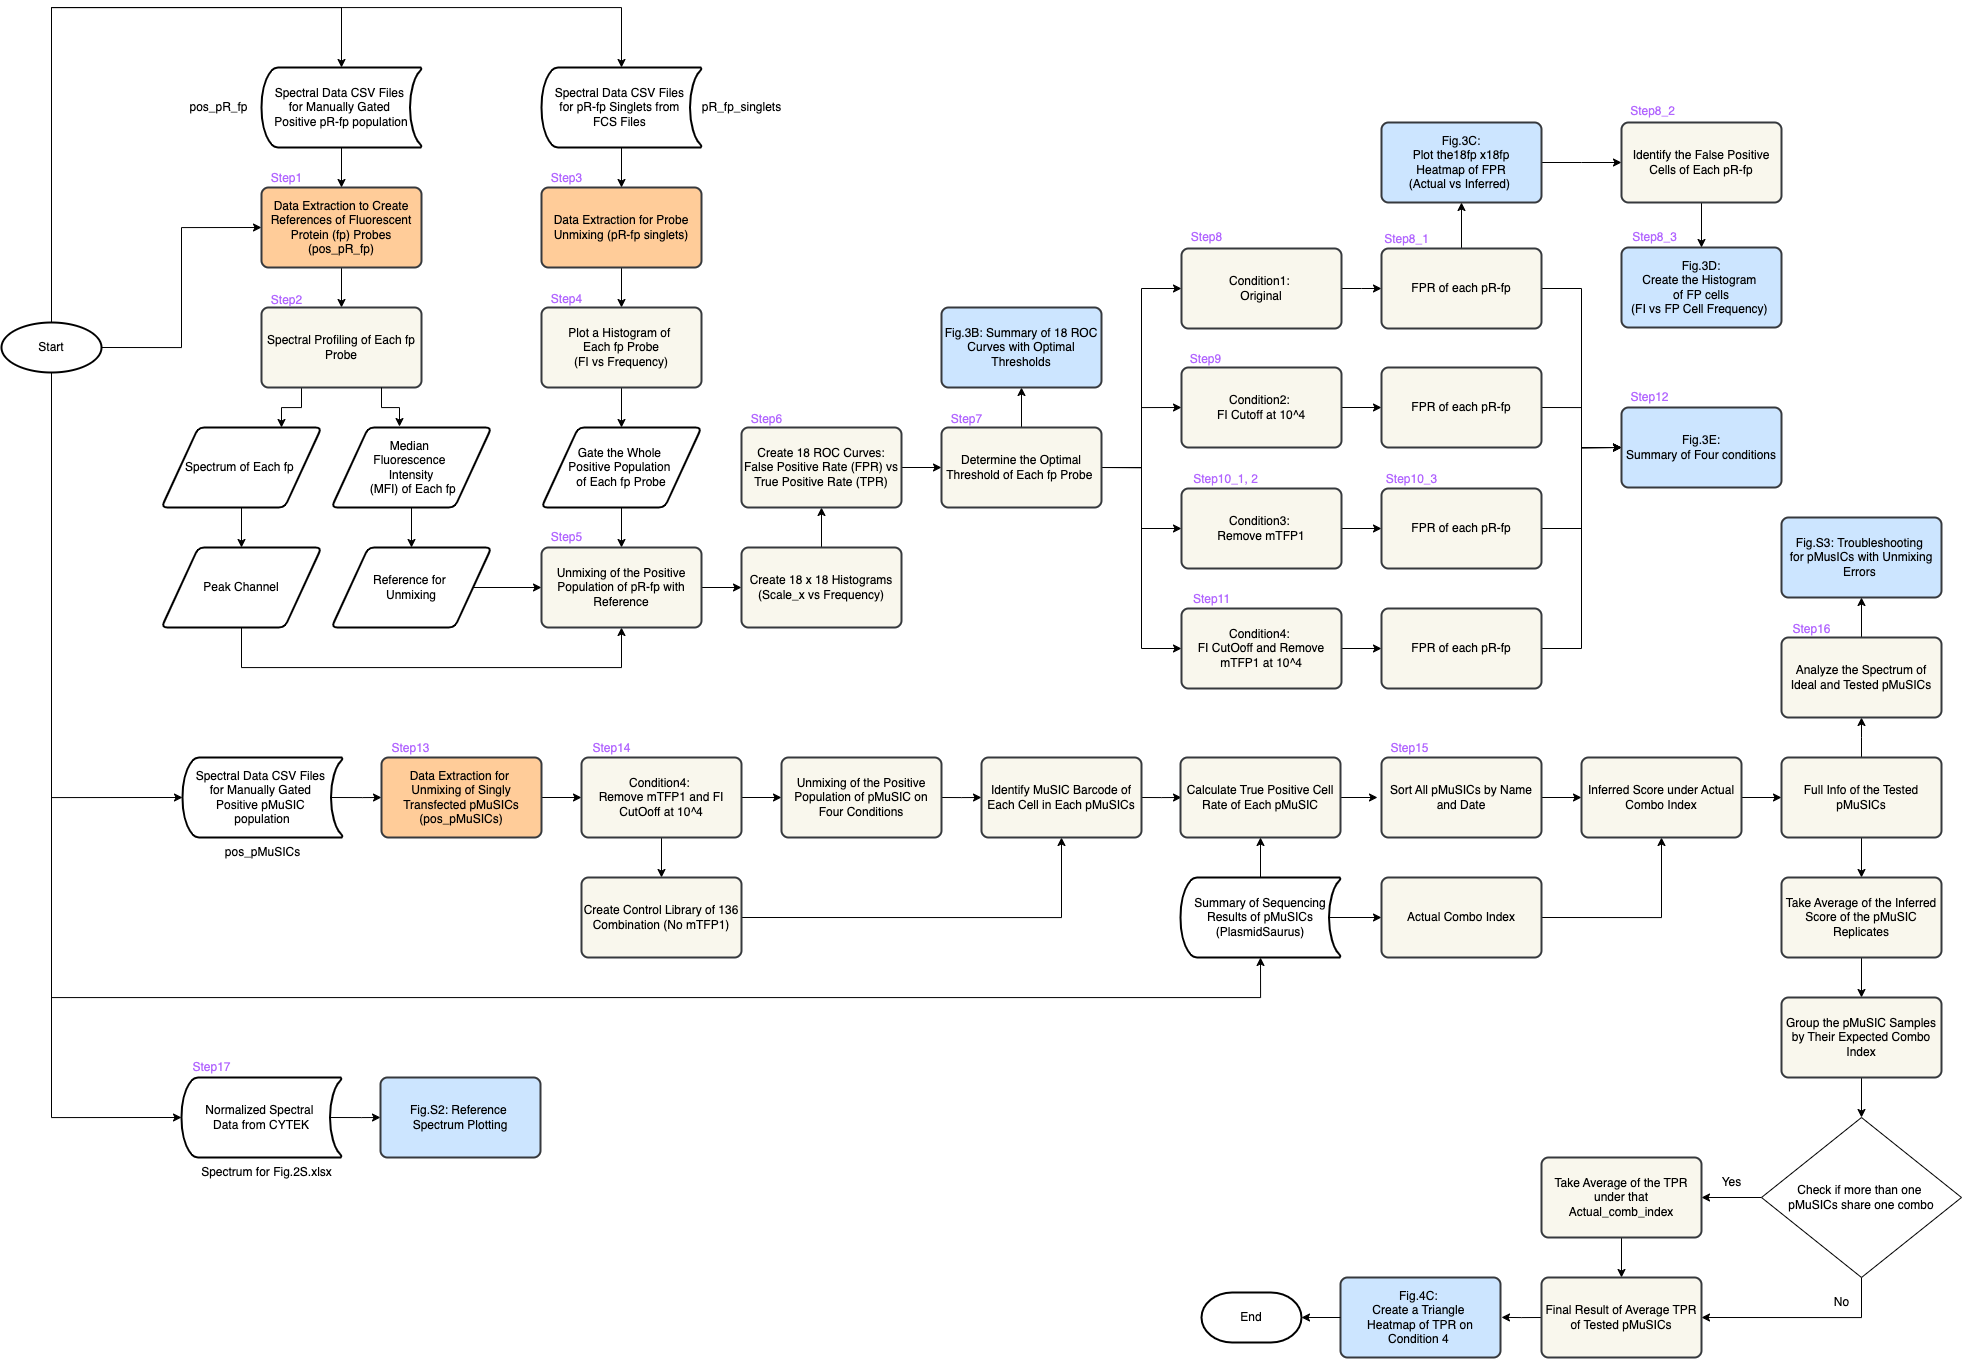 Start
pos_pR_fp
Spectral Data CSV Files
for Manually Gated
Positive pR-fp population
Spectral Data CSV Files
for pR-fp Singlets from
FCS Files
pR_fp_singlets
Step1
Data Extraction to Create
References of Fluorescent
Protein (fp) Probes
(pos_pR_fp)
Step3
Data Extraction for Probe
Unmixing (pR-fp singlets)
Step2
Spectral Profiling of Each fp
Probe
Step4
Plot a Histogram of
Each fp Probe
(FI vs Frequency)
Spectrum of Each fp
Median
Fluorescence
Intensity
(MFI) of Each fp
Gate the Whole
Positive Population
of Each fp Probe
Peak Channel
Reference for
Unmixing
Step5
Unmixing of the Positive
Population of pR-fp with
Reference
Create 18 x 18 Histograms
(Scale_x vs Frequency)
Step6
Create 18 ROC Curves:
False Positive Rate (FPR) vs
True Positive Rate (TPR)
Step7
Determine the Optimal
Threshold of Each fp Probe
Fig.3B: Summary of 18 ROC
Curves with Optimal
Thresholds
Step8
Condition1:
Original
Step8_1
FPR of each pR-fp
Fig.3C:
Plot the18fp x18fp
Heatmap of FPR
(Actual vs Inferred)
Step8_2
Identify the False Positive
Cells of Each pR-fp
Step8_3
Fig.3D:
Create the Histogram
of FP cells
(FI vs FP Cell Frequency)
Step9
Condition2:
FI Cutoff at 10^4
FPR of each pR-fp
Step10_1, 2
Condition3:
Remove mTFP1
Step10_3
FPR of each pR-fp
Step11
Condition4:
FI CutOoff and Remove
mTFP1 at 10^4
FPR of each pR-fp
Step12
Fig.3E:
Summary of Four conditions
Spectral Data CSV Files
for Manually Gated
Positive pMuSIC
population
pos_pMuSICs
Step13
Data Extraction for
Unmixing of Singly
Transfected pMuSICs
(pos_pMuSICs)
Step14
Condition4:
Remove mTFP1 and FI
CutOoff at 10^4
Create Control Library of 136
Combination (No mTFP1)
Unmixing of the Positive
Population of pMuSIC on
Four Conditions
Identify MuSIC Barcode of
Each Cell in Each pMuSICs
Calculate True Positive Cell
Rate of Each pMuSIC
Summary of Sequencing
Results of pMuSICs
(PlasmidSaurus)
Step15
Sort All pMuSICs by Name
and Date
Actual Combo Index
Inferred Score under Actual
Combo Index
Full Info of the Tested
pMuSICs
Step16
Analyze the Spectrum of
Ideal and Tested pMuSICs
Fig.S3: Troubleshooting
for pMusICs with Unmixing
Errors
Take Average of the Inferred
Score of the pMuSIC
Replicates
Group the pMuSIC Samples
by Their Expected Combo
Index
Check if more than one
pMuSICs share one combo
Yes
Take Average of the TPR
under that
Actual_comb_index
No
Final Result of Average TPR
of Tested pMuSICs
Fig.4C:
Create a Triangle
Heatmap of TPR on
Condition 4
End
Step17
Normalized Spectral
Data from CYTEK
Spectrum for Fig.2S.xlsx
Fig.S2: Reference
Spectrum Plotting